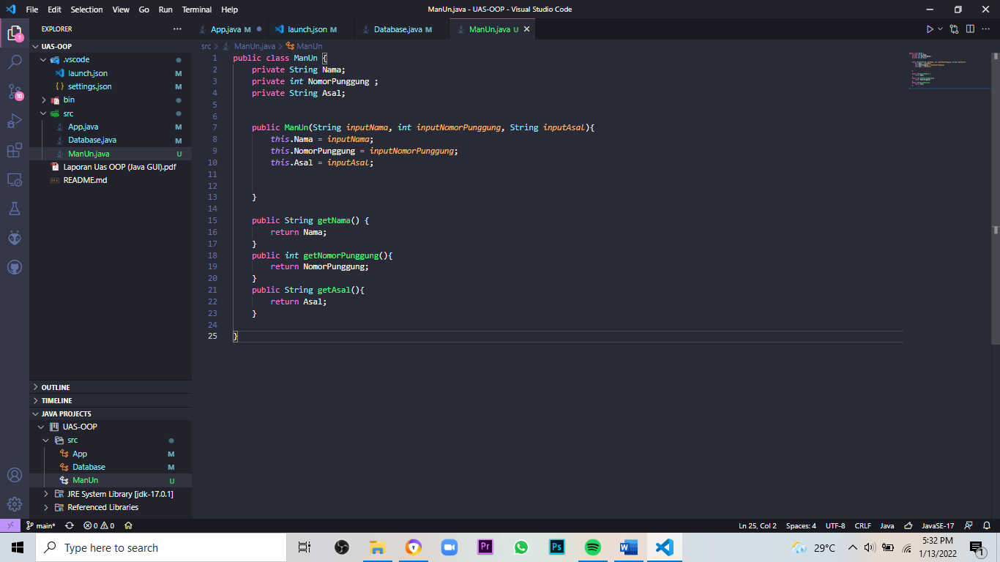 File Edit Selection View Go Run Terminal Help ManUn.java - UAS-OOP - Visual Studio Code
EXPLORER
App.java M launch.json M Database.java M ManUn.java U
UAS-OOP
src > ManUn.java > ManUn
.vscode
launch.json M
{} settings.json M
bin
src
App.java M
Database.java M
ManUn.java U
Laporan Uas OOP (Java GUI).pdf
README.md
1 public class ManUn {
2 private String Nama;
3 private int NomorPunggung ;
4 private String Asal;
5
6
7 public ManUn(String inputNama, int inputNomorPunggung, String inputAsal){
8 this.Nama = inputNama;
9 this.NomorPunggung = inputNomorPunggung;
10 this.Asal = inputAsal;
11
12
13 }
14
15 public String getNama() {
16 return Nama;
17 }
18 public int getNomorPunggung(){
19 return NomorPunggung;
20 }
21 public String getAsal(){
22 return Asal;
23 }
24
25 }
1
10
OUTLINE
TIMELINE
JAVA PROJECTS
UAS-OOP
src
App M
Database M
ManUn U
JRE System Library [jdk-17.0.1]
Referenced Libraries
main* 0 0 Ln 25, Col 2 Spaces: 4 UTF-8 CRLF Java JavaSE-17
Type here to search
Pr Ps W
29°C
5:32 PM
1/13/2022
1